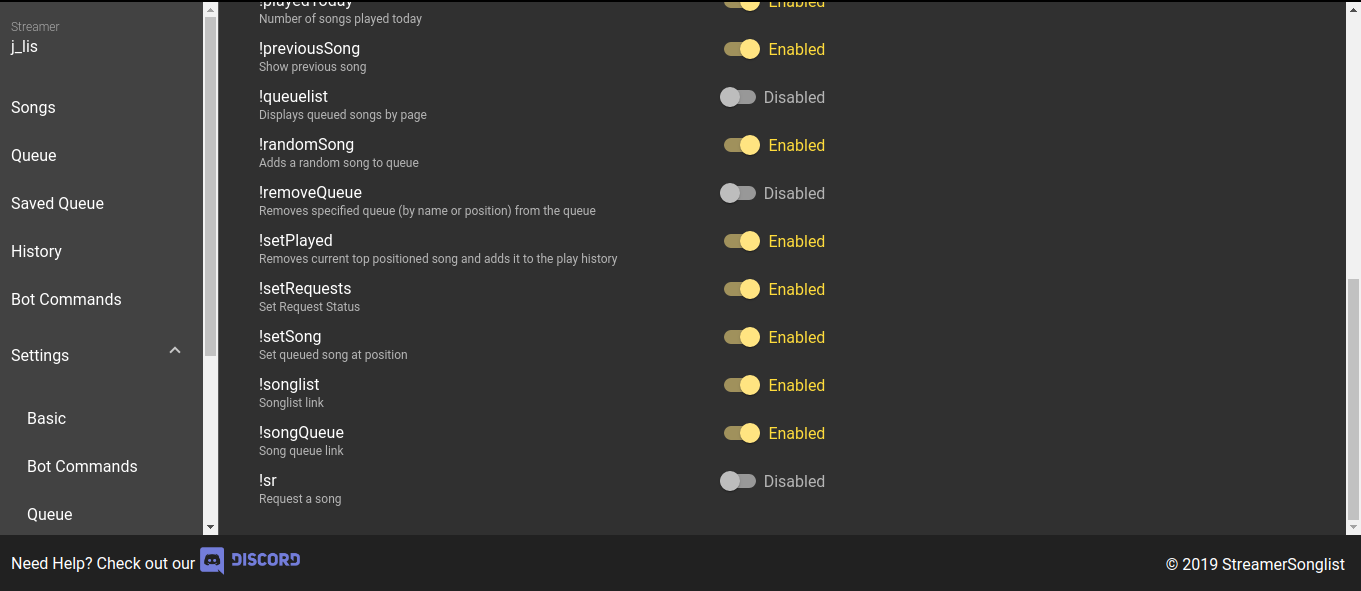 Streamer
j_lis
Songs
Queue
Saved Queue
History
Bot Commands
Settings
Basic
Bot Commands
Queue
!playedToday Enabled
Number of songs played today
!previousSong Enabled
Show previous song
!queuelist Disabled
Displays queued songs by page
!randomSong Enabled
Adds a random song to queue
!removeQueue Disabled
Removes specified queue (by name or position) from the queue
!setPlayed Enabled
Removes current top positioned song and adds it to the play history
!setRequests Enabled
Set Request Status
!setSong Enabled
Set queued song at position
!songlist Enabled
Songlist link
!songQueue Enabled
Song queue link
!sr Disabled
Request a song
Need Help? Check out our DISCORD
© 2019 StreamerSonglist